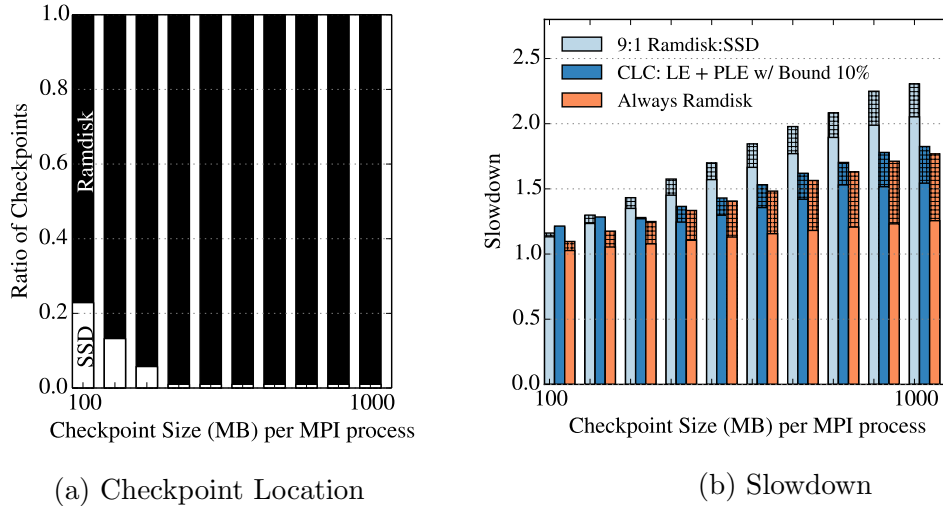 1.0
0.8
0.6
0.4
0.2
0.0
Ratio of Checkpoints
Ramdisk
SSD
100
1000
Checkpoint Size (MB) per MPI process
(a) Checkpoint Location
2.5
2.0
1.5
1.0
0.5
0.0
Slowdown
9:1 Ramdisk:SSD
CLC: LE + PLE w/ Bound 10%
Always Ramdisk
100
1000
Checkpoint Size (MB) per MPI process
(b) Slowdown